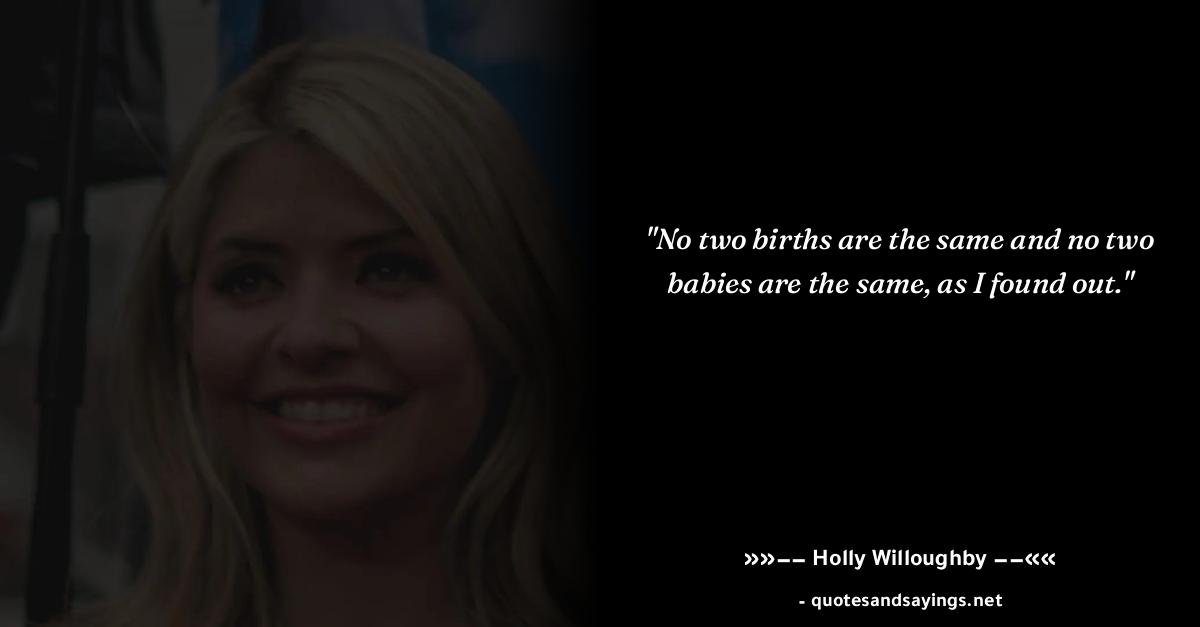 "No two births are the same and no two
babies are the same, as I found out."
»»–– Holly Willoughby ––««
- quotesandsayings.net